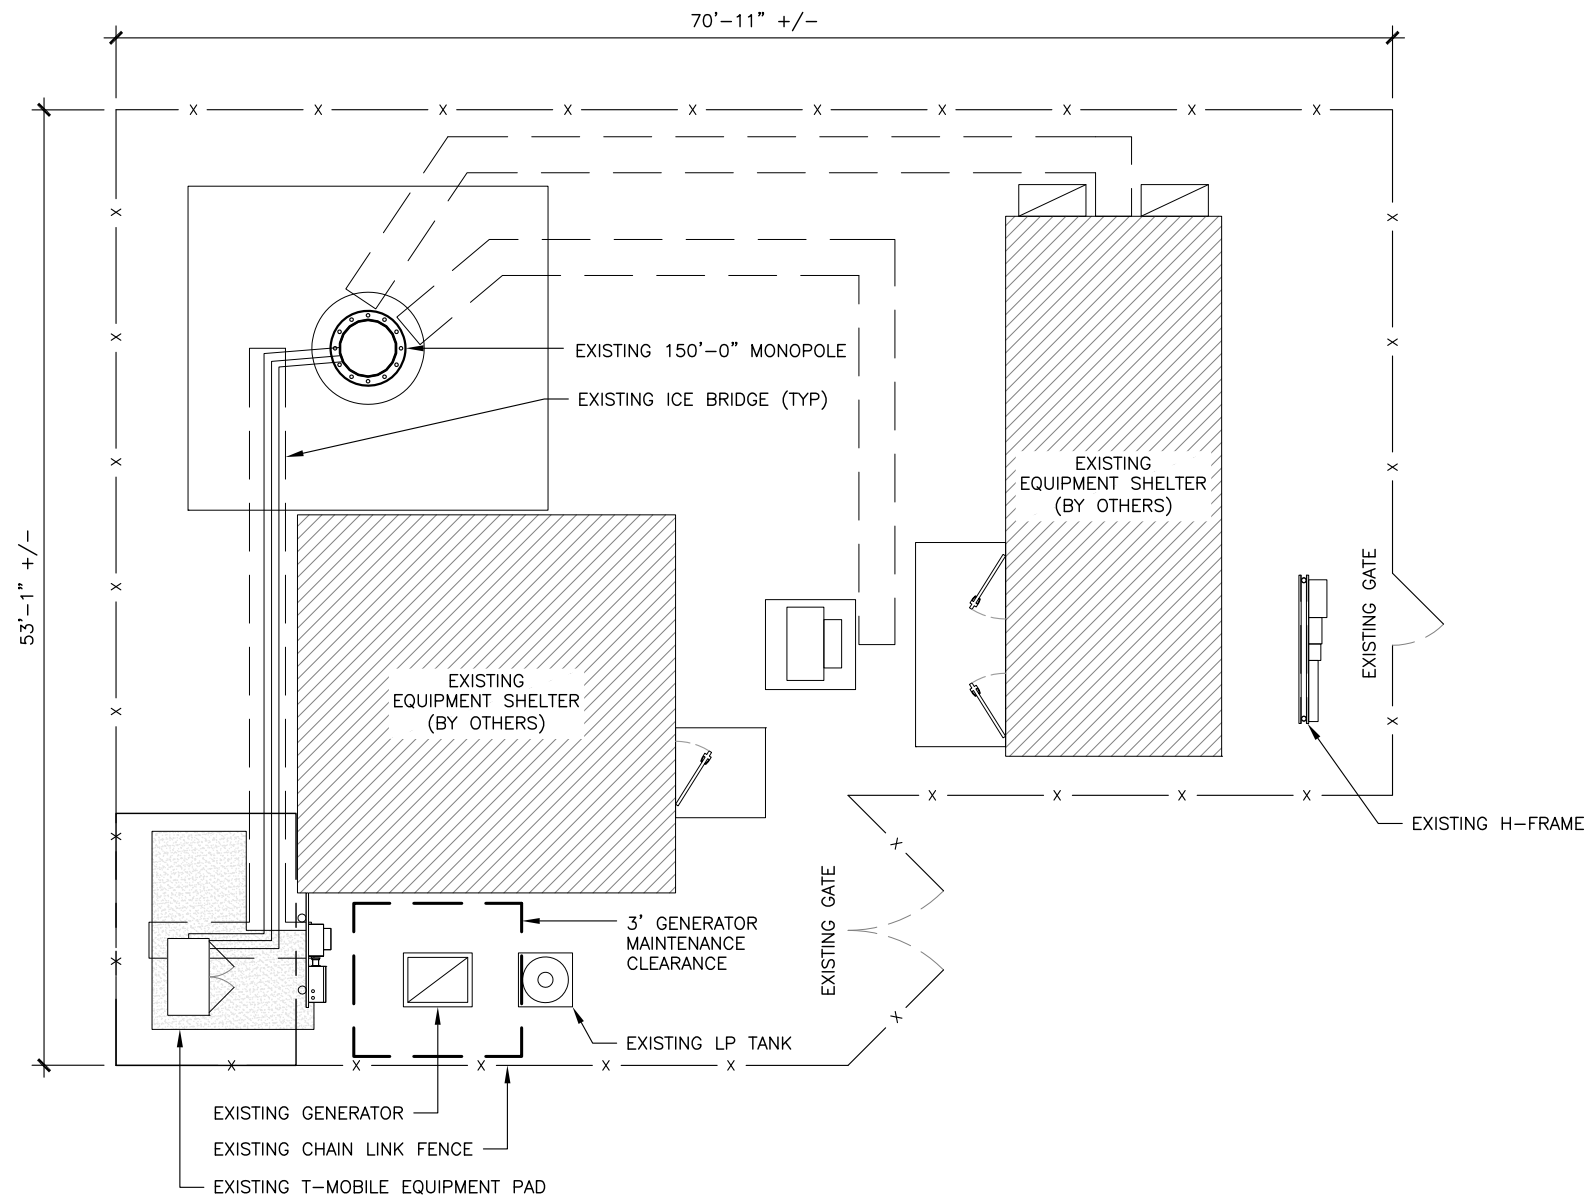 70'-11" +/-
53'-1" +/-
EXISTING 150'-0" MONOPOLE
EXISTING ICE BRIDGE (TYP)
EXISTING
EQUIPMENT SHELTER
(BY OTHERS)
EXISTING GATE
EXISTING
EQUIPMENT SHELTER
(BY OTHERS)
EXISTING H-FRAME
EXISTING GATE
3' GENERATOR
MAINTENANCE
CLEARANCE
EXISTING LP TANK
EXISTING GENERATOR
EXISTING CHAIN LINK FENCE
EXISTING T-MOBILE EQUIPMENT PAD